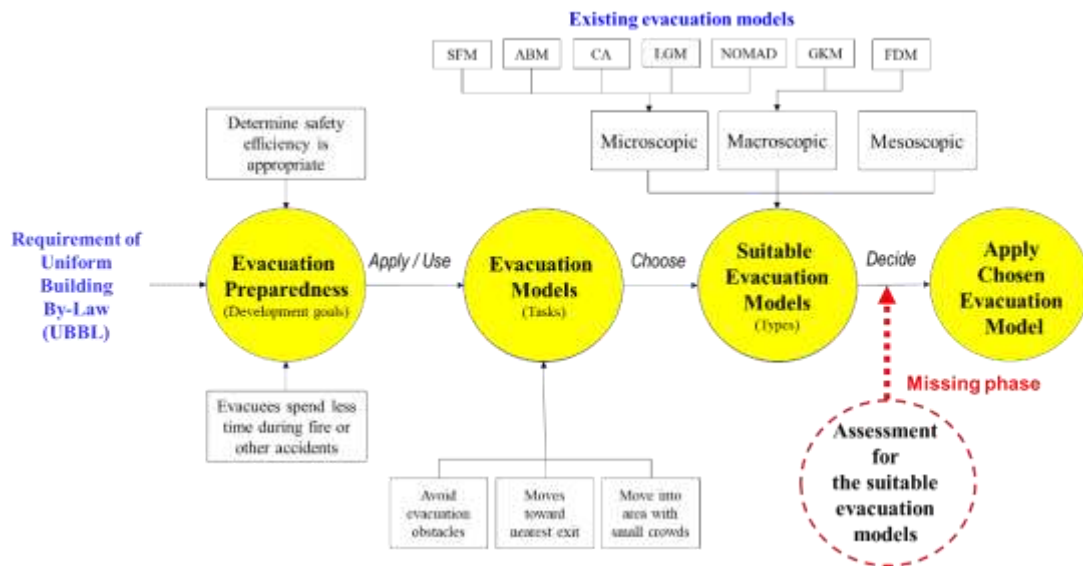 Existing evacuation models
SFM
ABM
CA
LGM
NOMAD
GKM
FDM
Microscopic
Macroscopic
Mesoscopic
Determine safety
efficiency is
appropriate
Requirement of
Uniform
Building
By-Law
(UBBL)
Evacuation
Preparedness
(Development goals)
Apply / Use
Evacuation
Models
(Tasks)
Choose
Suitable
Evacuation
Models
(Types)
Decide
Apply
Chosen
Evacuation
Model
Evacuees spend less
time during fire or
other accidents
Missing phase
Assessment
for
the suitable
evacuation
models
Avoid
evacuation
obstacles
Moves
toward
nearest exit
Move into
area with
small crowds